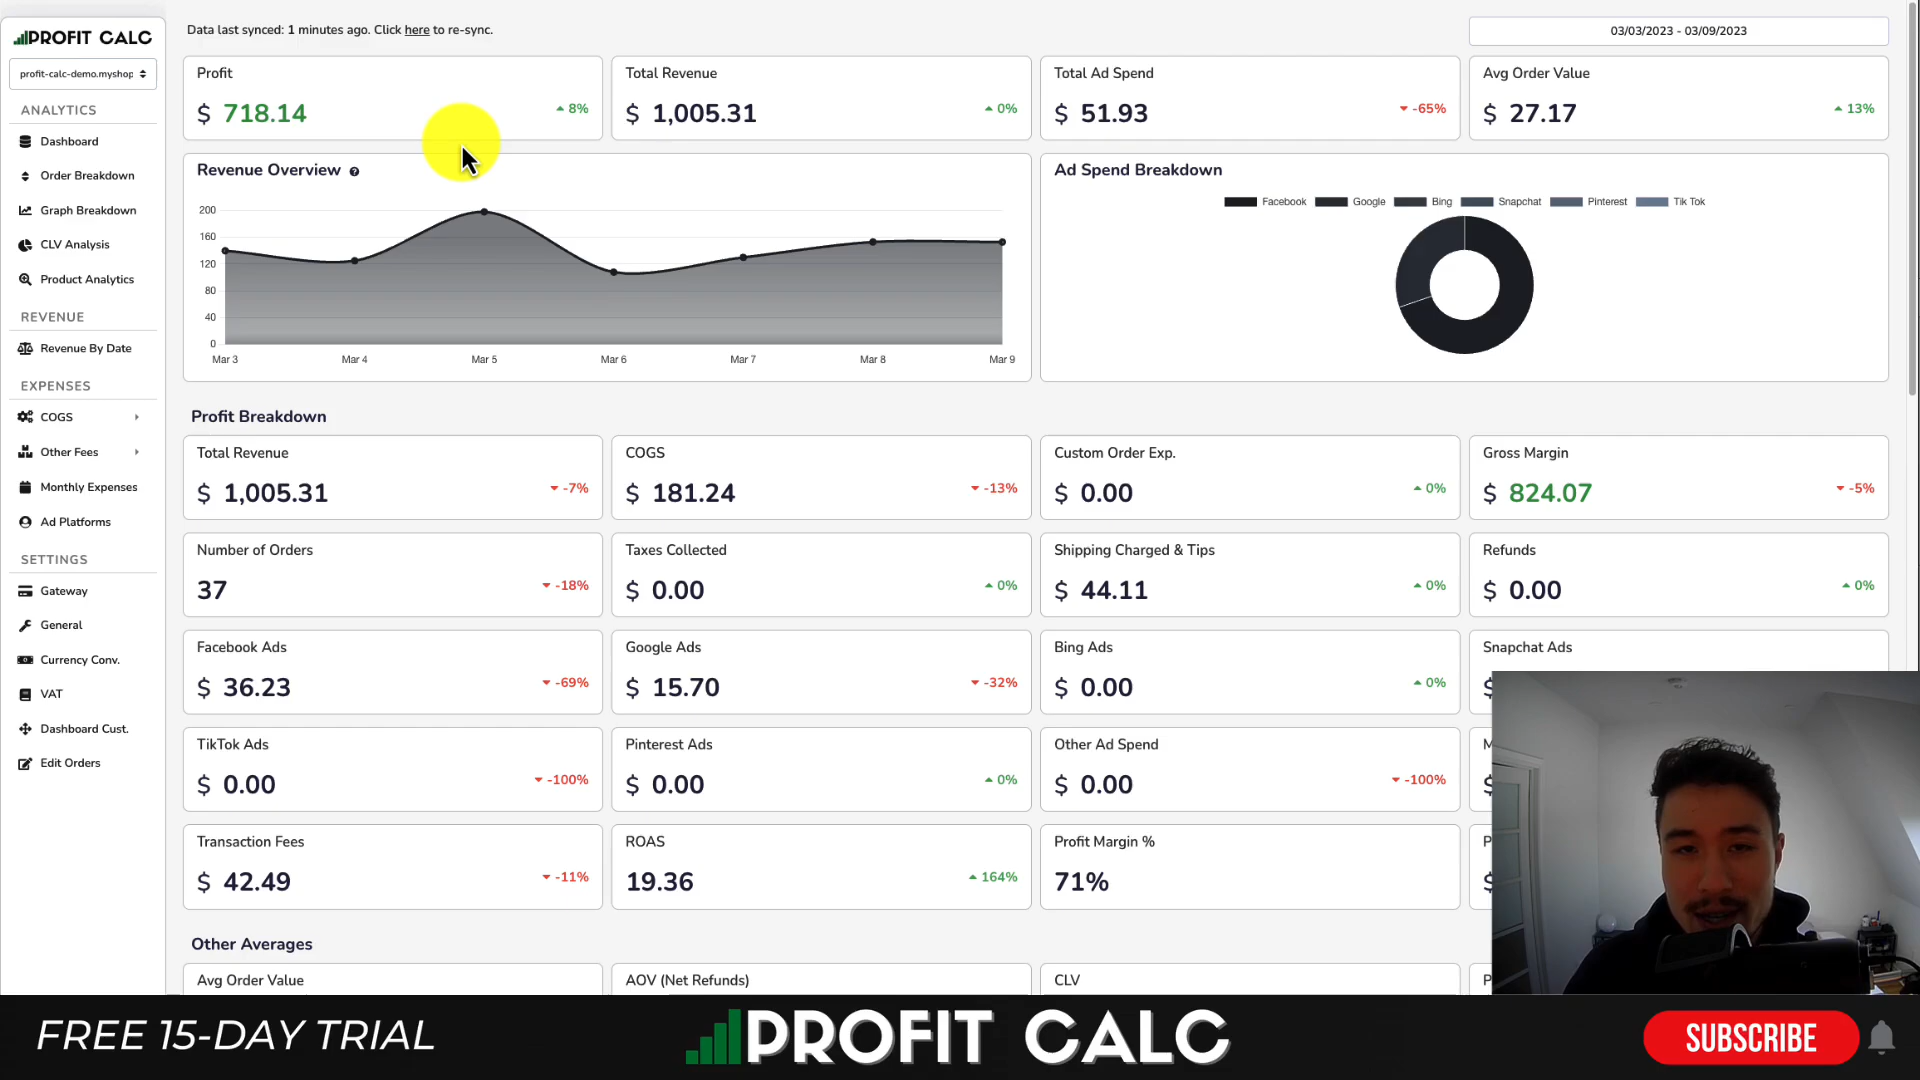 Data last synced: 1 minutes ago. Click here to re-sync.
03/03/2023 - 03/09/2023
PROFIT CALC
profit-calc-demo.myshop
ANALYTICS
Dashboard
Order Breakdown
Graph Breakdown
CLV Analysis
Product Analytics
REVENUE
Revenue By Date
EXPENSES
COGS
Other Fees
Monthly Expenses
Ad Platforms
SETTINGS
Gateway
General
Currency Conv.
VAT
Dashboard Cust.
Edit Orders
Profit
$ 718.14
8%
Total Revenue
$ 1,005.31
0%
Total Ad Spend
$ 51.93
-65%
Avg Order Value
$ 27.17
13%
Revenue Overview
200
160
120
80
40
0
Mar 3 Mar 4 Mar 5 Mar 6 Mar 7 Mar 8 Mar 9
Ad Spend Breakdown
Facebook Google Bing Snapchat Pinterest Tik Tok
Profit Breakdown
Total Revenue
$ 1,005.31
-7%
COGS
$ 181.24
-13%
Custom Order Exp.
$ 0.00
0%
Gross Margin
$ 824.07
-5%
Number of Orders
37
-18%
Taxes Collected
$ 0.00
0%
Shipping Charged & Tips
$ 44.11
0%
Refunds
$ 0.00
0%
Facebook Ads
$ 36.23
-69%
Google Ads
$ 15.70
-32%
Bing Ads
$ 0.00
0%
Snapchat Ads
TikTok Ads
$ 0.00
-100%
Pinterest Ads
$ 0.00
0%
Other Ad Spend
$ 0.00
-100%
Transaction Fees
$ 42.49
-11%
ROAS
19.36
164%
Profit Margin %
71%
Other Averages
Avg Order Value
AOV (Net Refunds)
CLV
FREE 15-DAY TRIAL
PROFIT CALC
SUBSCRIBE